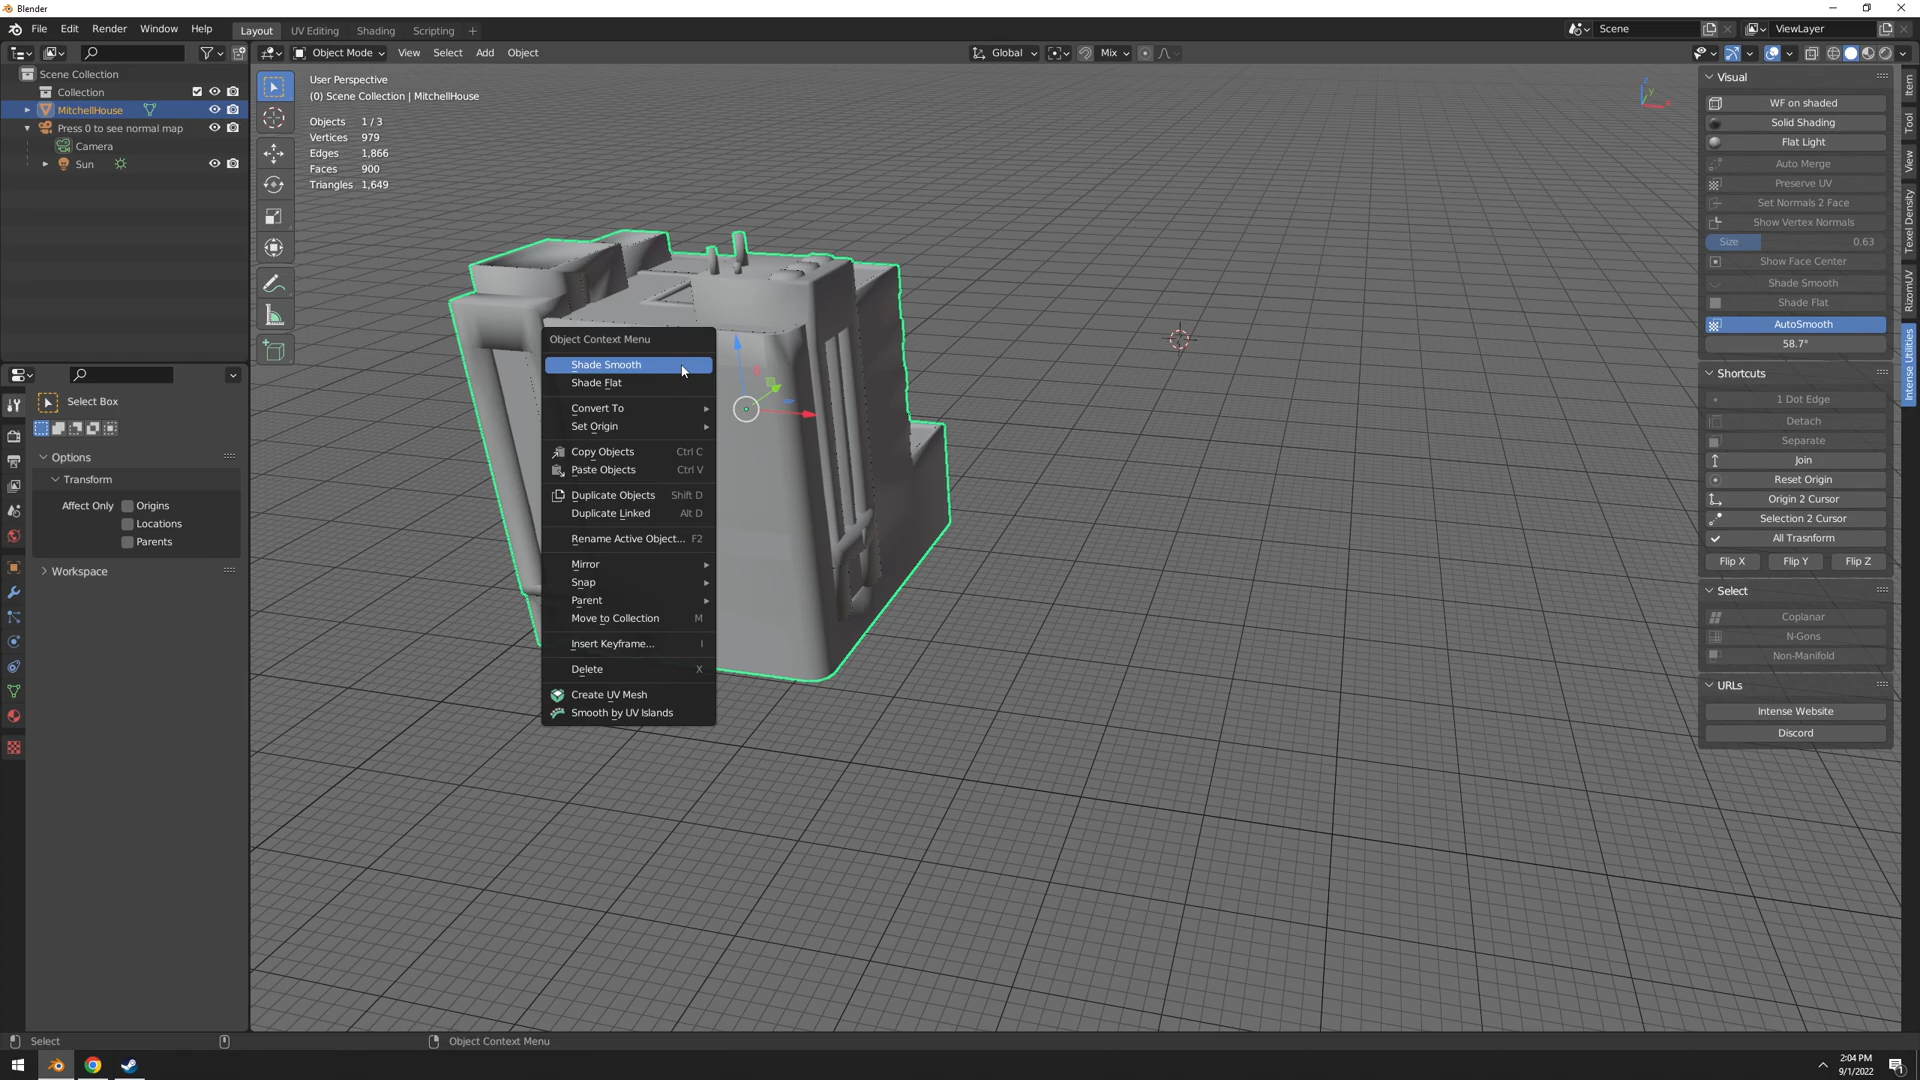 Blender
File Edit Render Window Help
Layout UV Editing Shading Scripting +
Scene
ViewLayer
Object Mode View Select Add Object
Global Mix
Scene Collection
Collection
MitchellHouse
Press 0 to see normal map
Camera
Sun
User Perspective
(0) Scene Collection | MitchellHouse
Objects 1 / 3
Vertices 979
Edges 1,866
Faces 900
Triangles 1,649
Select Box
Options
Transform
Affect Only Origins
Locations
Parents
Workspace
Object Context Menu
Shade Smooth
Shade Flat
Convert To
Set Origin
Copy Objects Ctrl C
Paste Objects Ctrl V
Duplicate Objects Shift D
Duplicate Linked Alt D
Rename Active Object... F2
Mirror
Snap
Parent
Move to Collection M
Insert Keyframe... I
Delete X
Create UV Mesh
Smooth by UV Islands
Z
Y
X
Visual
WF on shaded
Solid Shading
Flat Light
Auto Merge
Preserve UV
Set Normals 2 Face
Show Vertex Normals
Size 0.63
Show Face Center
Shade Smooth
Shade Flat
AutoSmooth
58.7°
Shortcuts
1 Dot Edge
Detach
Separate
Join
Reset Origin
Origin 2 Cursor
Selection 2 Cursor
All Trasnform
Flip X Flip Y Flip Z
Select
Coplanar
N-Gons
Non-Manifold
URLs
Intense Website
Discord
Item
Tool
View
Texel Density
RizomUV
Intense Utilities
Select
Object Context Menu
2:04 PM
9/1/2022
1